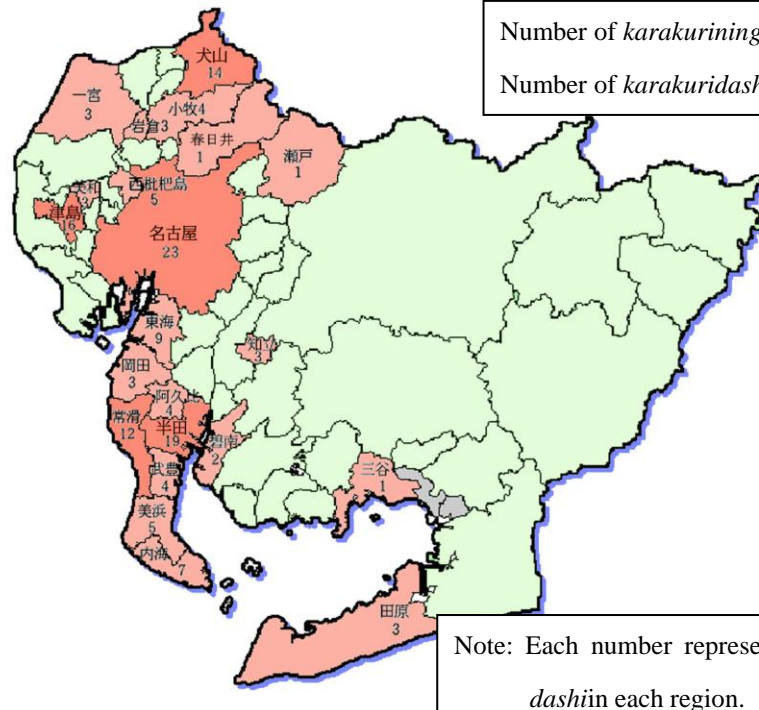 Number of karakurining
Number of karakuridash
犬山
14
一宮
3
小牧4
岩倉3
春日井
1
瀬戸
1
西枇杷島
5
美和
3
津島
16
名古屋
23
東海
9
知立
3
岡田
3
阿久比
4
常滑
12
半田
19
碧南
2
武豊
4
三谷
1
美浜
5
内海
7
田原
3
Note: Each number represe
dashiin each region.